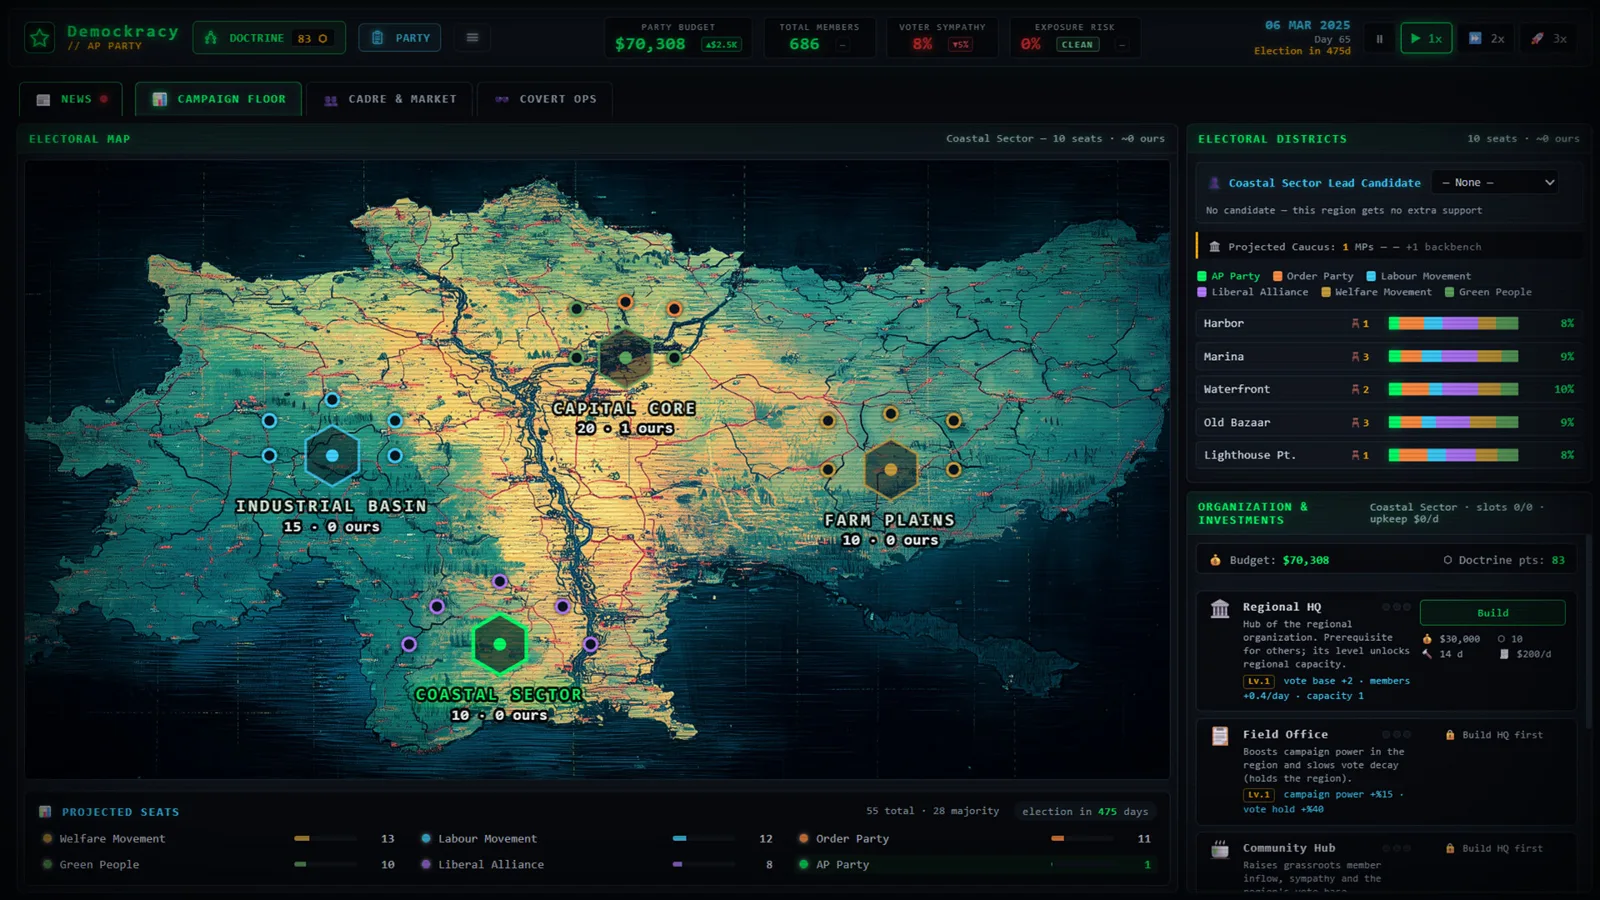 Demockracy
// AP PARTY
DOCTRINE 83
PARTY
PARTY BUDGET
$70,308 ▲$2.5K
TOTAL MEMBERS
686 –
VOTER SYMPATHY
8% ▼5%
EXPOSURE RISK
0% CLEAN –
06 MAR 2025
Day 65
Election in 475d
1x
2x
3x
NEWS
CAMPAIGN FLOOR
CADRE & MARKET
COVERT OPS
ELECTORAL MAP
Coastal Sector — 10 seats · ~0 ours
CAPITAL CORE
20 · 1 ours
INDUSTRIAL BASIN
15 · 0 ours
FARM PLAINS
10 · 0 ours
COASTAL SECTOR
10 · 0 ours
PROJECTED SEATS
55 total · 28 majority
election in 475 days
Welfare Movement 13
Labour Movement 12
Order Party 11
Green People 10
Liberal Alliance 8
AP Party 1
ELECTORAL DISTRICTS
10 seats · ~0 ours
Coastal Sector Lead Candidate — None —
No candidate — this region gets no extra support
Projected Caucus: 1 MPs — — +1 backbench
AP Party Order Party Labour Movement
Liberal Alliance Welfare Movement Green People
Harbor 1 8%
Marina 3 9%
Waterfront 2 10%
Old Bazaar 3 9%
Lighthouse Pt. 1 8%
ORGANIZATION &
INVESTMENTS
Coastal Sector · slots 0/0 ·
upkeep $0/d
Budget: $70,308
Doctrine pts: 83
Regional HQ
Hub of the regional
organization. Prerequisite
for others; its level unlocks
regional capacity.
Lv.1 vote base +2 · members
+0.4/day · capacity 1
Build
$30,000 10
14 d $200/d
Field Office
Boosts campaign power in the
region and slows vote decay
(holds the region).
Lv.1 campaign power +%15 ·
vote hold +%40
Build HQ first
Community Hub
Raises grassroots member
inflow, sympathy and the
region's vote base.
Build HQ first